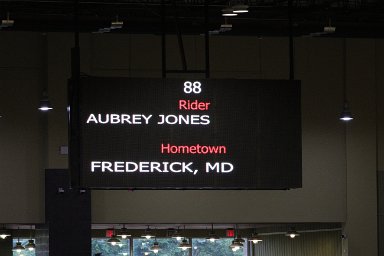 88
Rider
AUBREY JONES
Hometown
FREDERICK, MD